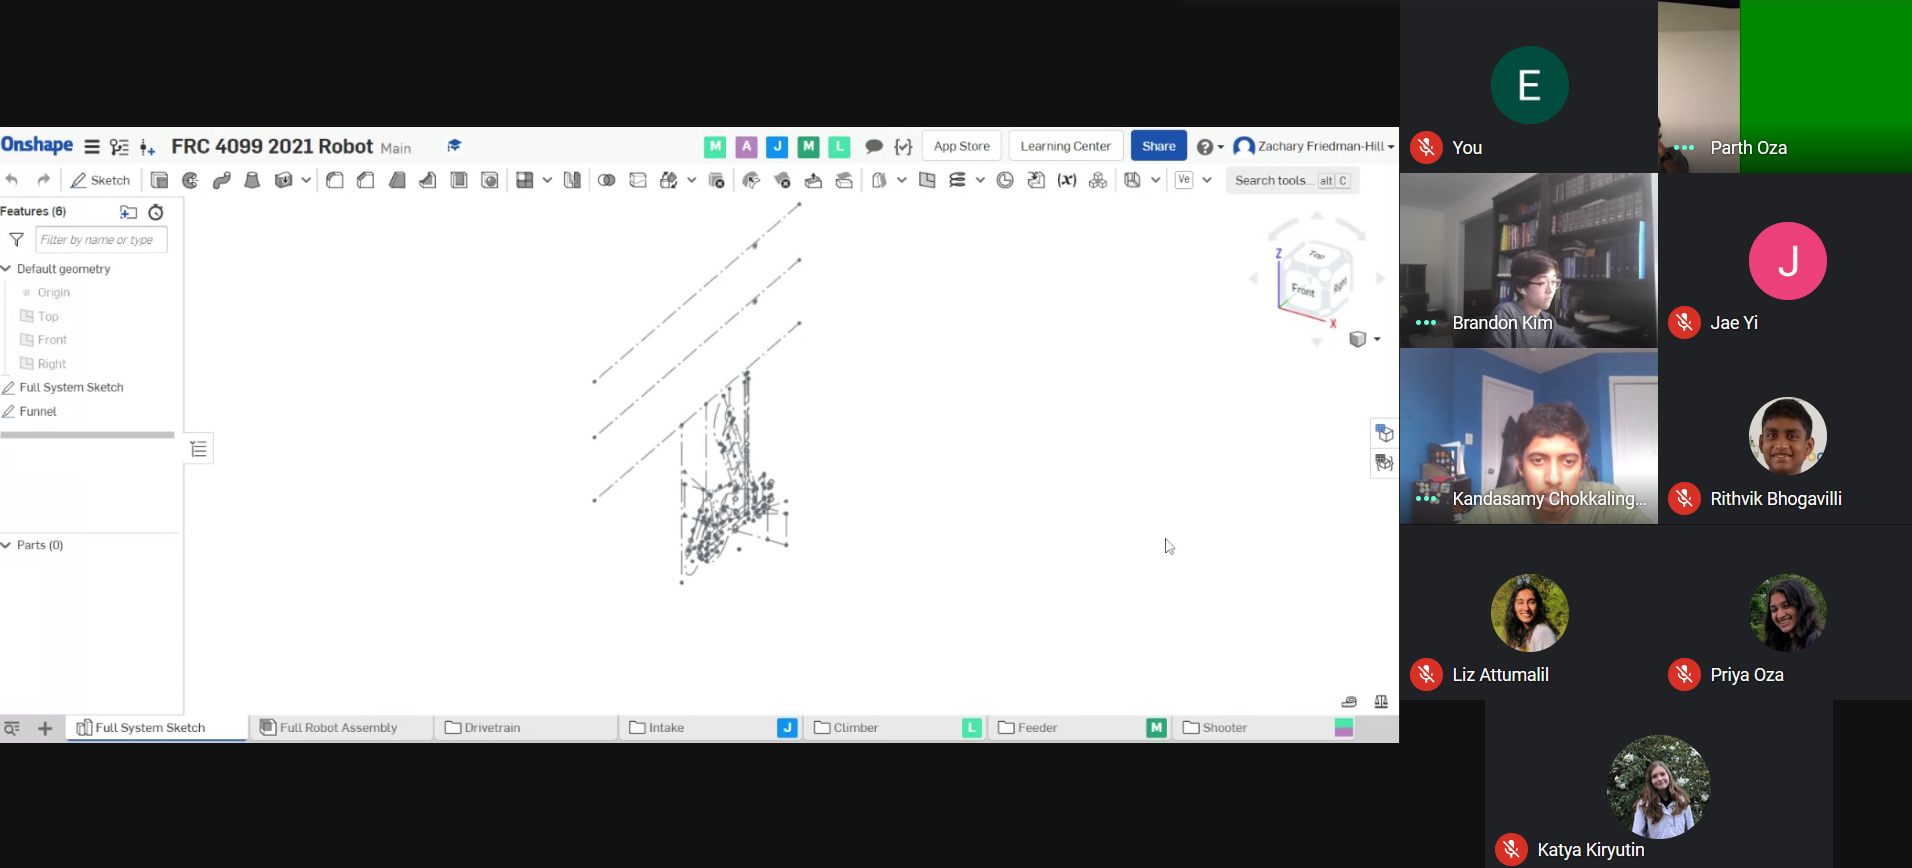 Onshape FRC 4099 2021 Robot Main M A J M L App Store Learning Center Share Zachary Friedman-Hill
Sketch Ve Search tools... alt C
Features (6)
Filter by name or type
Default geometry
Origin
Top
Front
Right
Full System Sketch
Funnel
Parts (0)
Z
Top
Front
Right
X
Full System Sketch Full Robot Assembly Drivetrain Intake J Climber L Feeder M Shooter
E
You
Parth Oza
Brandon Kim
J
Jae Yi
Kandasamy Chokkaling...
Rithvik Bhogavilli
Liz Attumalil
Priya Oza
Katya Kiryutin